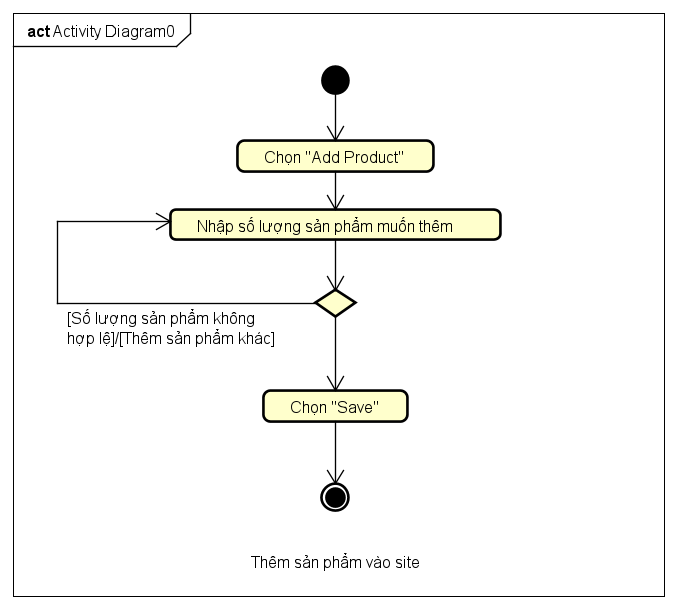 act Activity Diagram0
Chọn "Add Product"
Nhập số lượng sản phẩm muốn thêm
[Số lượng sản phẩm không
hợp lệ]/[Thêm sản phẩm khác]
Chọn "Save"
Thêm sản phẩm vào site